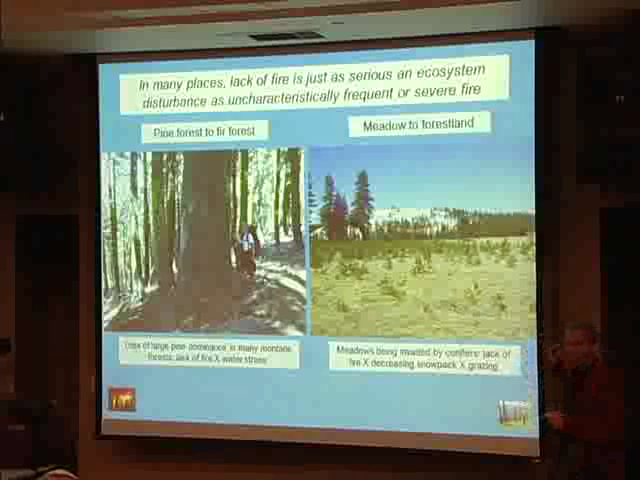 In many places, lack of fire is just as serious an ecosystem
disturbance as uncharacteristically frequent or severe fire
Pine forest to fir forest
Meadow to forestland
Loss of large pine dominance in many montane
forests: lack of fire X water stress
Meadows being invaded by conifers: lack of
fire X decreasing snowpack X grazing